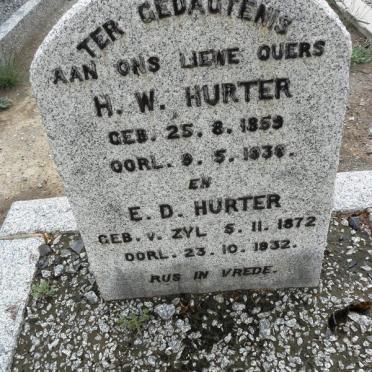 TER GEDAGTENIS
AAN ONS LIEWE OUERS
H. W. HURTER
GEB. 25. 8. 1859
OORL. 9. 5. 1936.
EN
E. D. HURTER
GEB. v. ZYL 5. 11. 1872
OORL. 23. 10. 1932.
RUS IN VREDE.